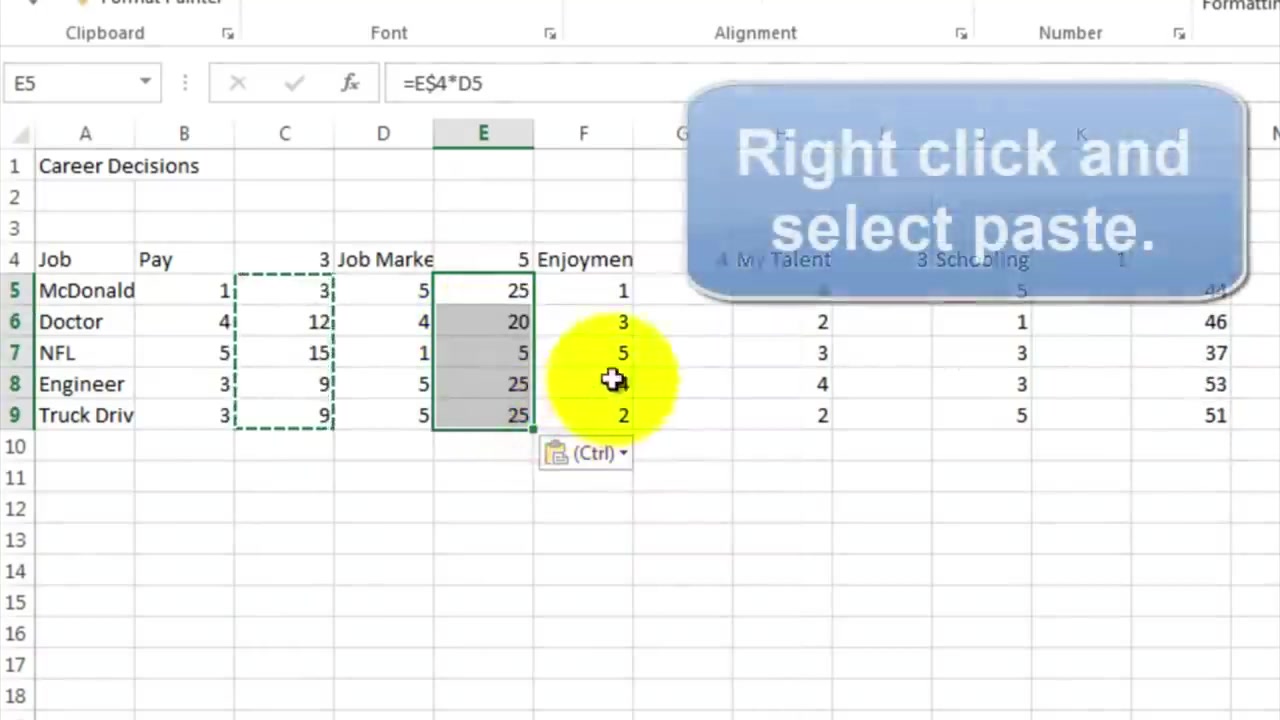 Format Painter
Clipboard Font Alignment Number
E5 fx =E$4*D5
Right click and
select paste.
A B C D E F G H K
1 Career Decisions
2
3
4 Job Pay 3 Job Marke 5 Enjoymen 4 My Talent 3 Schooling 1
5 McDonald 1 3 5 25 1 5 44
6 Doctor 4 12 4 20 3 2 1 46
7 NFL 5 15 1 5 5 3 3 37
8 Engineer 3 9 5 25 4 4 3 53
9 Truck Driv 3 9 5 25 2 2 5 51
10 (Ctrl)
11
12
13
14
15
16
17
18